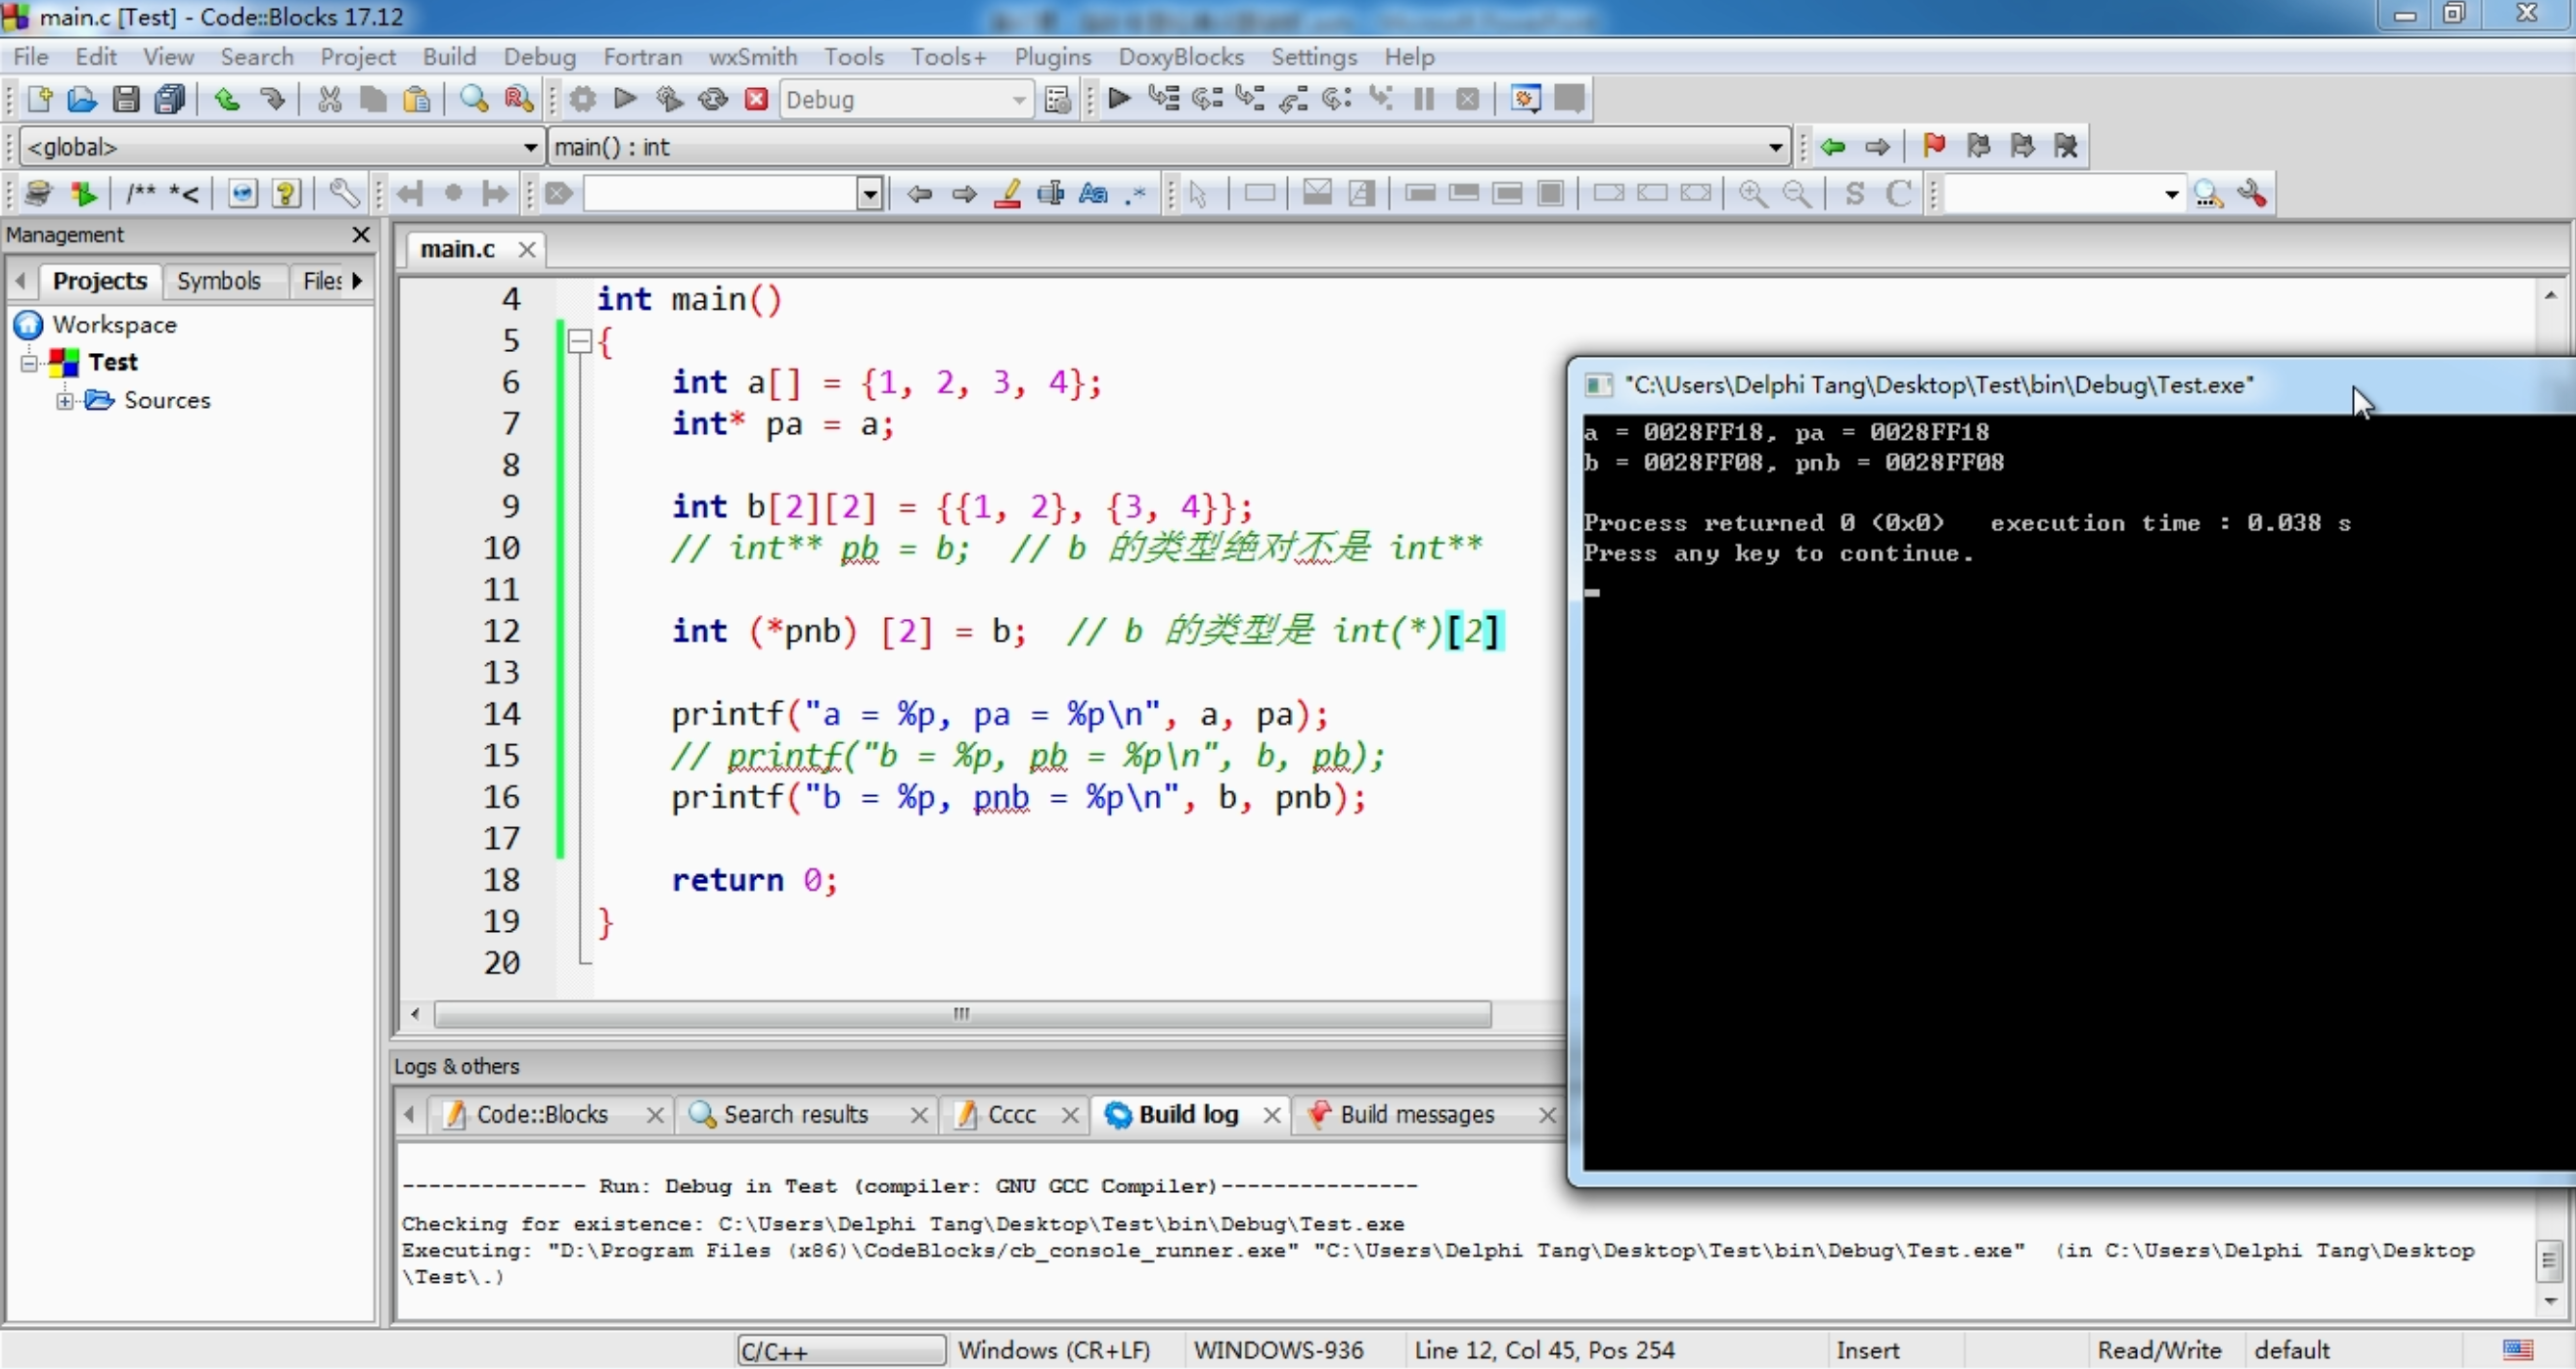 main.c [Test] - Code::Blocks 17.12
File Edit View Search Project Build Debug Fortran wxSmith Tools Tools+ Plugins DoxyBlocks Settings Help
Debug
<global> main() : int
/** *< Aa .* S C
Management
main.c
Projects Symbols Files
Workspace
Test
Sources
4 int main()
5 {
6 int a[] = {1, 2, 3, 4};
7 int* pa = a;
8
9 int b[2][2] = {{1, 2}, {3, 4}};
10 // int** pb = b; // b 的类型绝对不是 int**
11
12 int (*pnb) [2] = b; // b 的类型是 int(*)[2]
13
14 printf("a = %p, pa = %p\n", a, pa);
15 // printf("b = %p, pb = %p\n", b, pb);
16 printf("b = %p, pnb = %p\n", b, pnb);
17
18 return 0;
19 }
20
"C:\Users\Delphi Tang\Desktop\Test\bin\Debug\Test.exe"
a = 0028FF18, pa = 0028FF18
b = 0028FF08, pnb = 0028FF08
Process returned 0 (0x0) execution time : 0.038 s
Press any key to continue.
Logs & others
Code::Blocks Search results Cccc Build log Build messages
-------------- Run: Debug in Test (compiler: GNU GCC Compiler)---------------
Checking for existence: C:\Users\Delphi Tang\Desktop\Test\bin\Debug\Test.exe
Executing: "D:\Program Files (x86)\CodeBlocks/cb_console_runner.exe" "C:\Users\Delphi Tang\Desktop\Test\bin\Debug\Test.exe" (in C:\Users\Delphi Tang\Desktop
\Test\.)
C/C++ Windows (CR+LF) WINDOWS-936 Line 12, Col 45, Pos 254 Insert Read/Write default